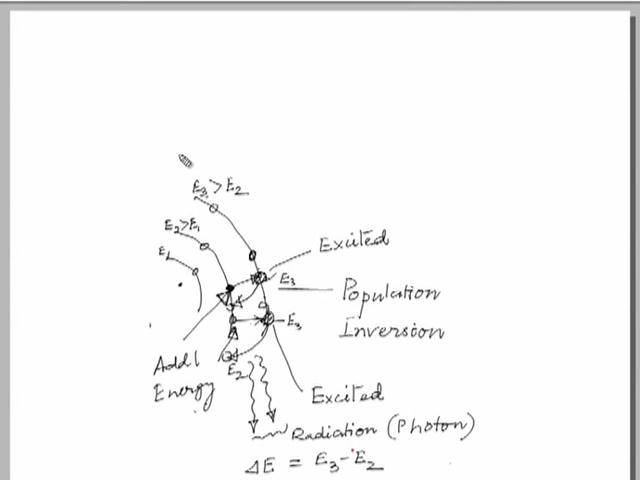 E3 > E2
E2 > E1
E1
Excited
E3
Population
Inversion
E3
Add l
Energy
E2
Excited
Radiation (Photon)
ΔE = E3 - E2